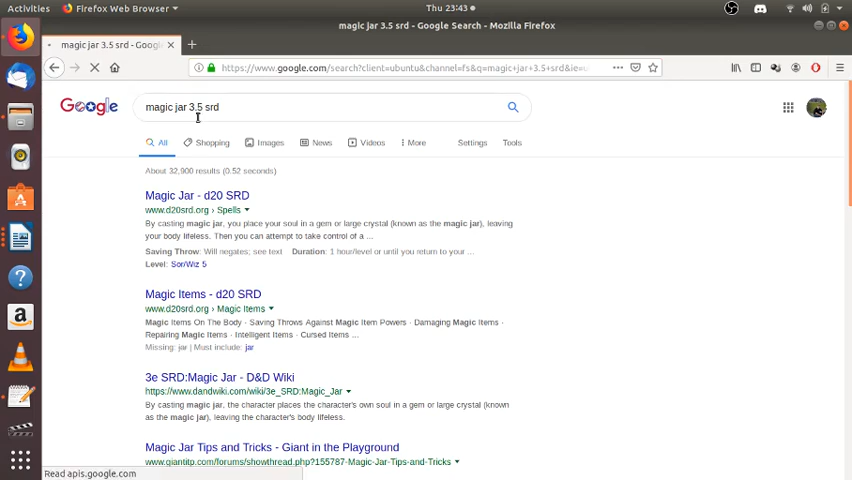 Activities Firefox Web Browser Thu 23:43
magic jar 3.5 srd - Google Search - Mozilla Firefox
magic jar 3.5 srd - Googl
https://www.google.com/search?client=ubuntu&channel=fs&q=magic+jar+3.5+srd&ie=u
Google magic jar 3.5 srd
All Shopping Images News Videos More Settings Tools
About 32,900 results (0.52 seconds)
Magic Jar - d20 SRD
www.d20srd.org › Spells
By casting magic jar, you place your soul in a gem or large crystal (known as the magic jar), leaving
your body lifeless. Then you can attempt to take control of a ...
Saving Throw: Will negates; see text Duration: 1 hour/level or until you return to your ...
Level: Sor/Wiz 5
Magic Items - d20 SRD
www.d20srd.org › Magic Items
Magic Items On The Body · Saving Throws Against Magic Item Powers · Damaging Magic Items ·
Repairing Magic Items · Intelligent Items · Cursed Items ...
Missing: jar | Must include: jar
3e SRD:Magic Jar - D&D Wiki
https://www.dandwiki.com/wiki/3e_SRD:Magic_Jar
By casting magic jar, the character places the character's own soul in a gem or large crystal (known
as the magic jar), leaving the character's body lifeless.
Magic Jar Tips and Tricks - Giant in the Playground
www.giantitp.com/forums/showthread.php?155787-Magic-Jar-Tips-and-Tricks
Read apis.google.com